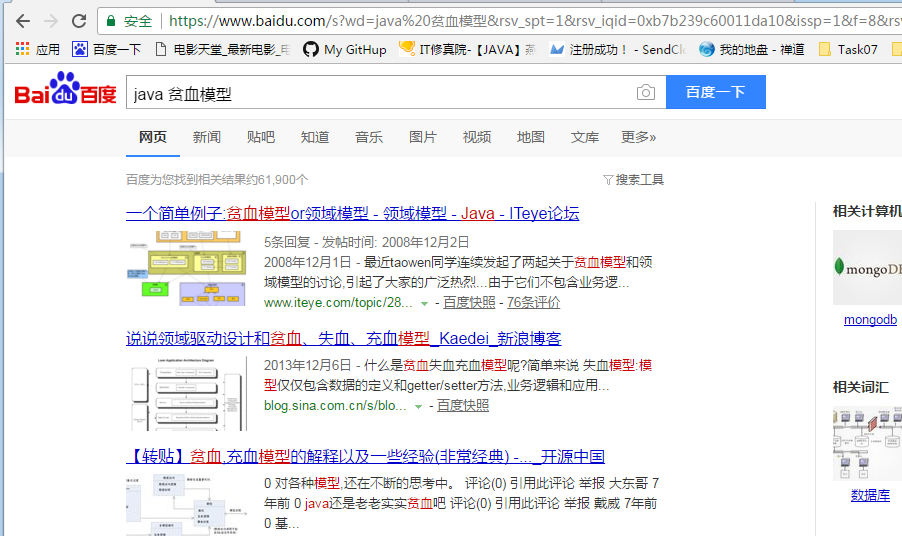 安全 https://www.baidu.com/s?wd=java%20贫血模型&rsv_spt=1&rsv_iqid=0xb7b239c60011da10&issp=1&f=8&rsv
应用 百度一下 电影天堂_最新电影_电 My GitHup IT修真院-【JAVA】 注册成功！ - SendClo 我的地盘 - 禅道 Task07
Bai du 百度 java 贫血模型 百度一下
网页 新闻 贴吧 知道 音乐 图片 视频 地图 文库 更多»
百度为您找到相关结果约61,900个 搜索工具
一个简单例子:贫血模型or领域模型 - 领域模型 - Java - ITeye论坛
5条回复 - 发帖时间: 2008年12月2日
2008年12月1日 - 最近taowen同学连续发起了两起关于贫血模型和领
域模型的讨论,引起了大家的广泛热烈...由于它们不包含业务逻...
www.iteye.com/topic/28... - 百度快照 - 76条评价
说说领域驱动设计和贫血、失血、充血模型_Kaedei_新浪博客
2013年12月6日 - 什么是贫血失血充血模型呢?简单来说 失血模型:模
型仅仅包含数据的定义和getter/setter方法,业务逻辑和应用...
blog.sina.com.cn/s/blo... - 百度快照
【转贴】贫血,充血模型的解释以及一些经验(非常经典) -..._开源中国
0 对各种模型,还在不断的思考中。 评论(0) 引用此评论 举报 大东哥 7
年前 0 java还是老老实实贫血吧 评论(0) 引用此评论 举报 戴威 7年前
0 基...
相关计算机
mongoDB
mongodb
相关词汇
数据库